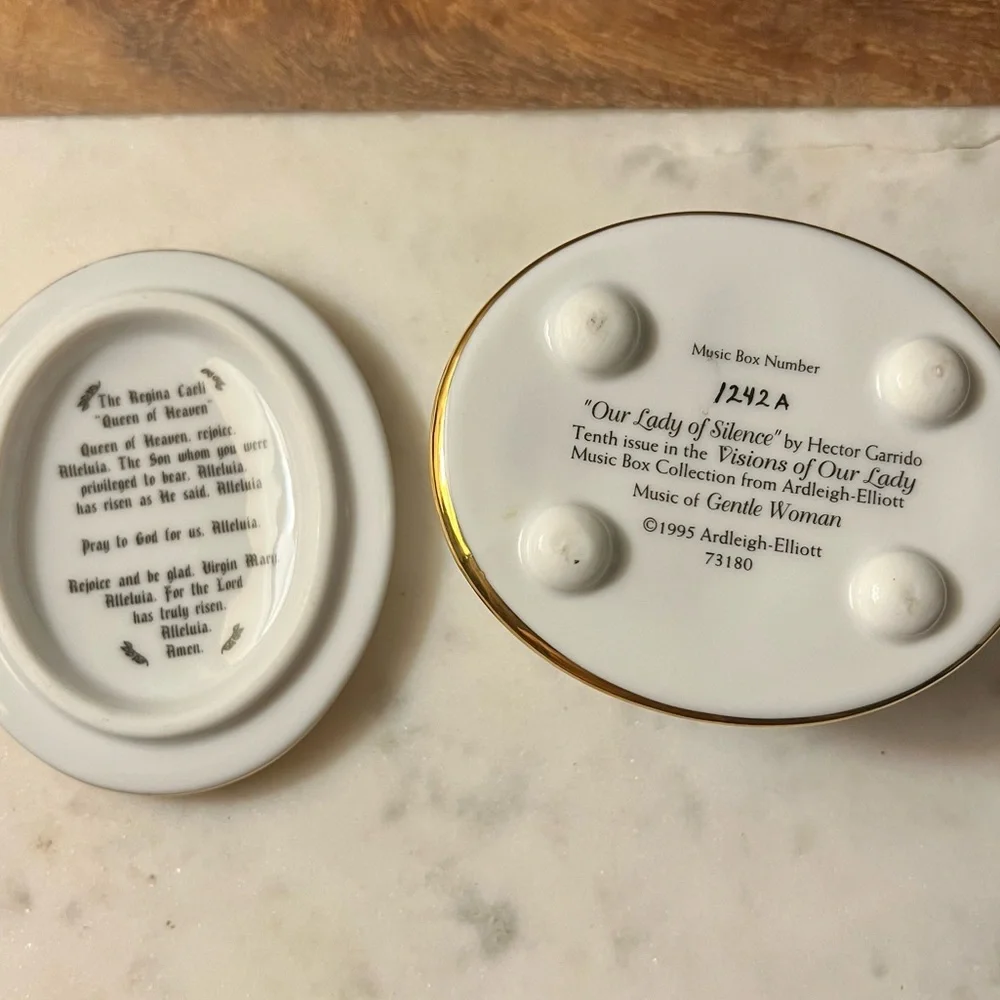 The Regina Caeli
"Queen of Heaven"
Queen of Heaven, rejoice.
Alleluia. The Son whom you were
privileged to bear, Alleluia,
has risen as He said, Alleluia
Pray to God for us, Alleluia.
Rejoice and be glad, Virgin Mary,
Alleluia. For the Lord
has truly risen.
Alleluia.
Amen.
Music Box Number
1242A
"Our Lady of Silence" by Hector Garrido
Tenth issue in the Visions of Our Lady
Music Box Collection from Ardleigh-Elliott
Music of Gentle Woman
©1995 Ardleigh-Elliott
73180